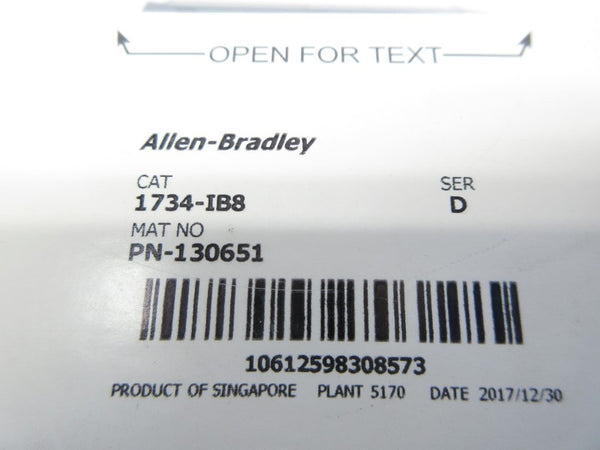 OPEN FOR TEXT
Allen-Bradley
CAT SER
1734-IB8 D
MAT NO
PN-130651
10612598308573
PRODUCT OF SINGAPORE PLANT 5170 DATE 2017/12/30